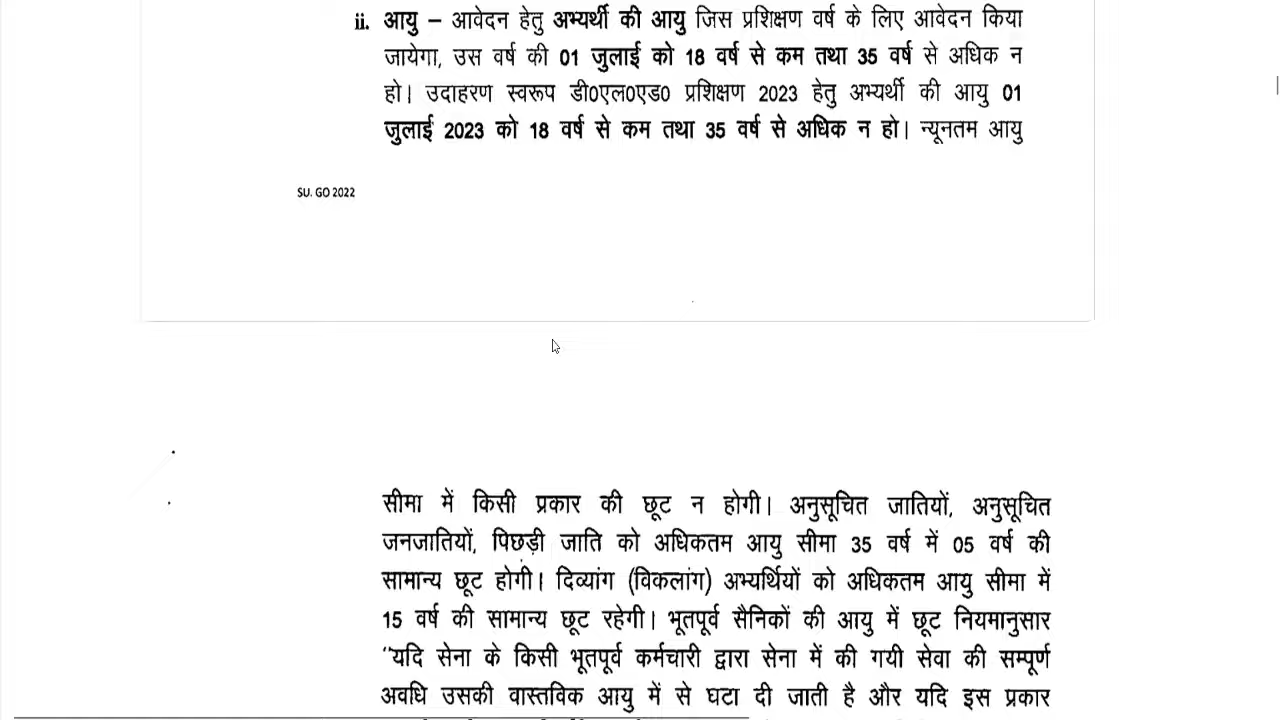 ii. आयु – आवेदन हेतु अभ्यर्थी की आयु जिस प्रशिक्षण वर्ष के लिए आवेदन किया
जायेगा, उस वर्ष की 01 जुलाई को 18 वर्ष से कम तथा 35 वर्ष से अधिक न
हो। उदाहरण स्वरूप डी0एल0एड0 प्रशिक्षण 2023 हेतु अभ्यर्थी की आयु 01
जुलाई 2023 को 18 वर्ष से कम तथा 35 वर्ष से अधिक न हो। न्यूनतम आयु
SU. GO 2022
सीमा में किसी प्रकार की छूट न होगी। अनुसूचित जातियों, अनुसूचित
जनजातियों, पिछड़ी जाति को अधिकतम आयु सीमा 35 वर्ष में 05 वर्ष की
सामान्य छूट होगी। दिव्यांग (विकलांग) अभ्यर्थियों को अधिकतम आयु सीमा में
15 वर्ष की सामान्य छूट रहेगी। भूतपूर्व सैनिकों की आयु में छूट नियमानुसार
“यदि सेना के किसी भूतपूर्व कर्मचारी द्वारा सेना में की गयी सेवा की सम्पूर्ण
अवधि उसकी वास्तविक आयु में से घटा दी जाती है और यदि इस प्रकार